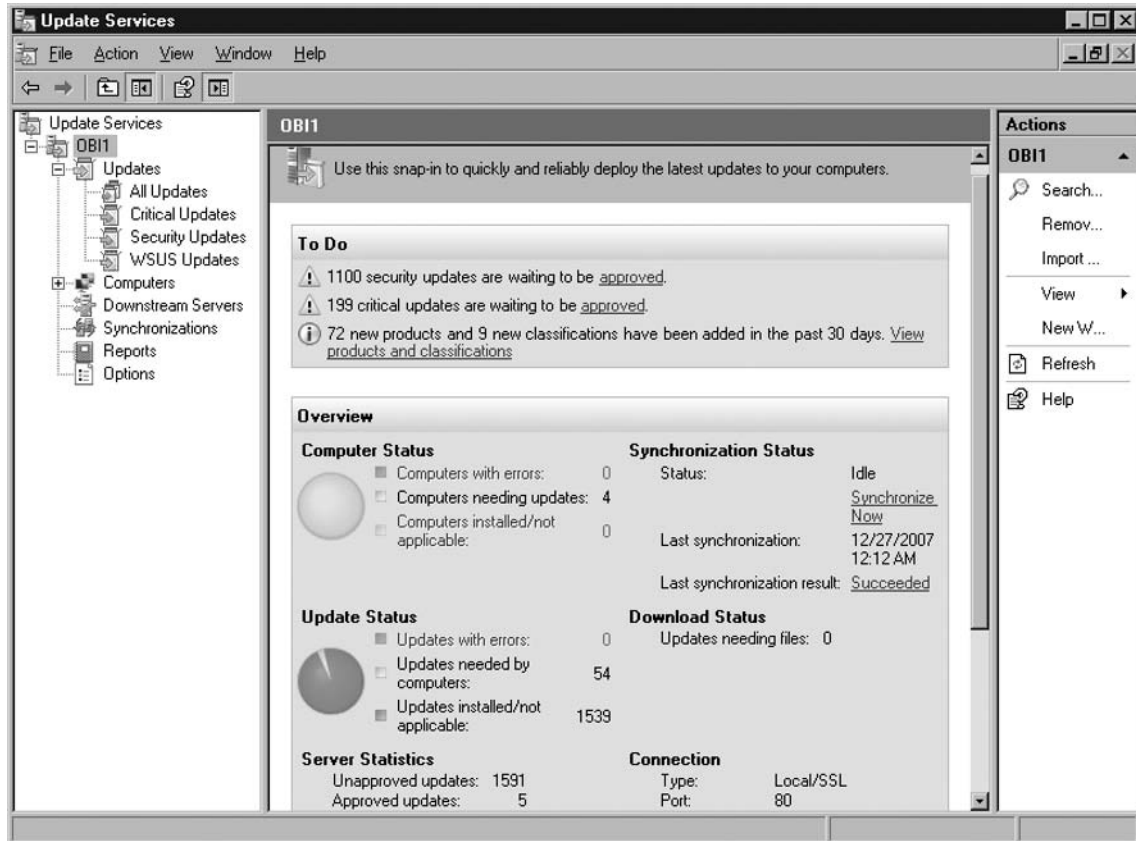 Update Services
File Action View Window Help
Update Services
OBI1
Updates
All Updates
Critical Updates
Security Updates
WSUS Updates
Computers
Downstream Servers
Synchronizations
Reports
Options
OBI1
Use this snap-in to quickly and reliably deploy the latest updates to your computers.
To Do
1100 security updates are waiting to be approved.
199 critical updates are waiting to be approved.
72 new products and 9 new classifications have been added in the past 30 days. View
products and classifications
Overview
Computer Status
Computers with errors: 0
Computers needing updates: 4
Computers installed/not
applicable: 0
Synchronization Status
Status: Idle
Synchronize
Now
Last synchronization: 12/27/2007
12:12 AM
Last synchronization result: Succeeded
Update Status
Updates with errors: 0
Updates needed by
computers: 54
Updates installed/not
applicable: 1539
Download Status
Updates needing files: 0
Server Statistics
Unapproved updates: 1591
Approved updates: 5
Connection
Type: Local/SSL
Port: 80
Actions
OBI1
Search...
Remov...
Import ...
View
New W...
Refresh
Help